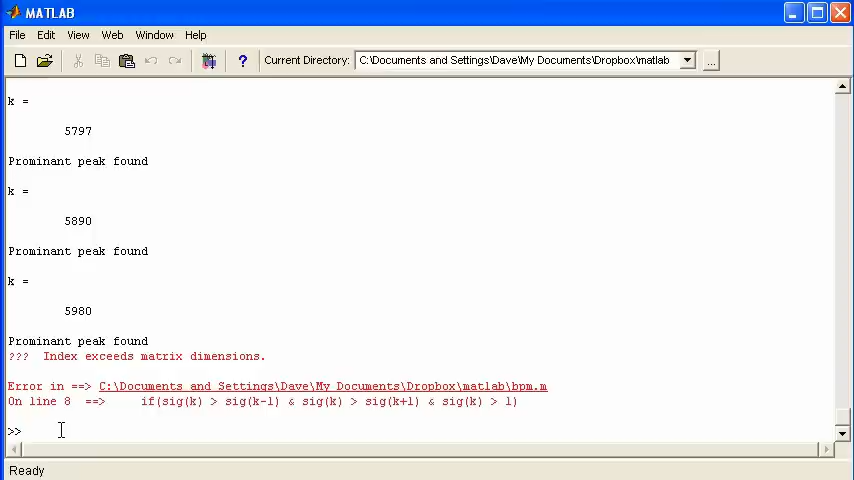 MATLAB
File Edit View Web Window Help
? Current Directory: C:\Documents and Settings\Dave\My Documents\Dropbox\matlab ...
k =
5797
Prominant peak found
k =
5890
Prominant peak found
k =
5980
Prominant peak found
??? Index exceeds matrix dimensions.
Error in ==> C:\Documents and Settings\Dave\My Documents\Dropbox\matlab\bpm.m
On line 8 ==> if(sig(k) > sig(k-1) & sig(k) > sig(k+1) & sig(k) > 1)
>>
Ready